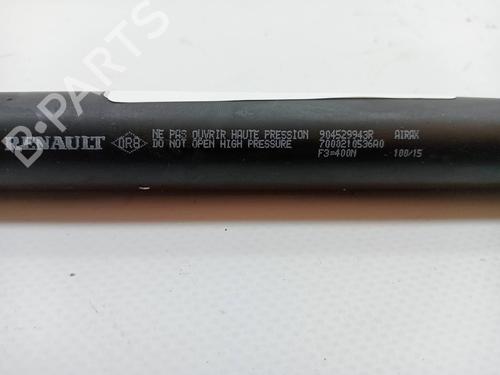 B-PARTS
RENAULT OR8 NE PAS OUVRIR HAUTE PRESSION 904529943R AIRAX
DO NOT OPEN HIGH PRESSURE 7000210536A0
F3=400N 100/15